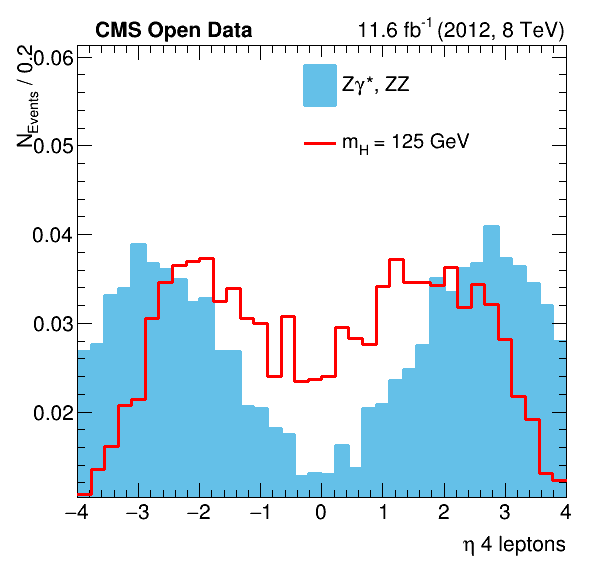 CMS Open Data
11.6 fb⁻¹ (2012, 8 TeV)
N_Events / 0.2
Zγ*, ZZ
m_H = 125 GeV
0.06
0.05
0.04
0.03
0.02
−4 −3 −2 −1 0 1 2 3 4
η 4 leptons